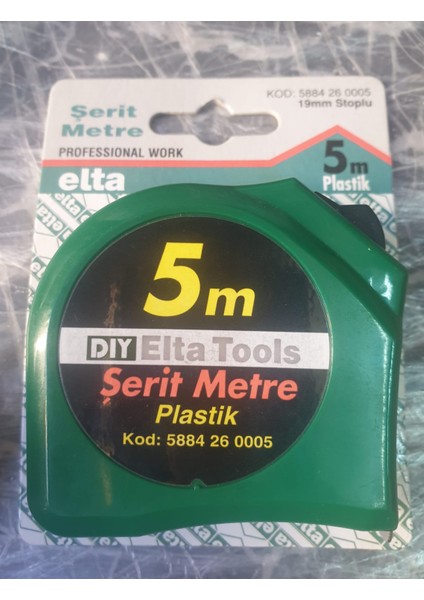 Şerit
Metre
PROFESSIONAL WORK
elta
KOD: 5884 26 0005
19mm Stoplu
5m
Plastik
5m
DIY Elta Tools
Şerit Metre
Plastik
Kod: 5884 26 0005